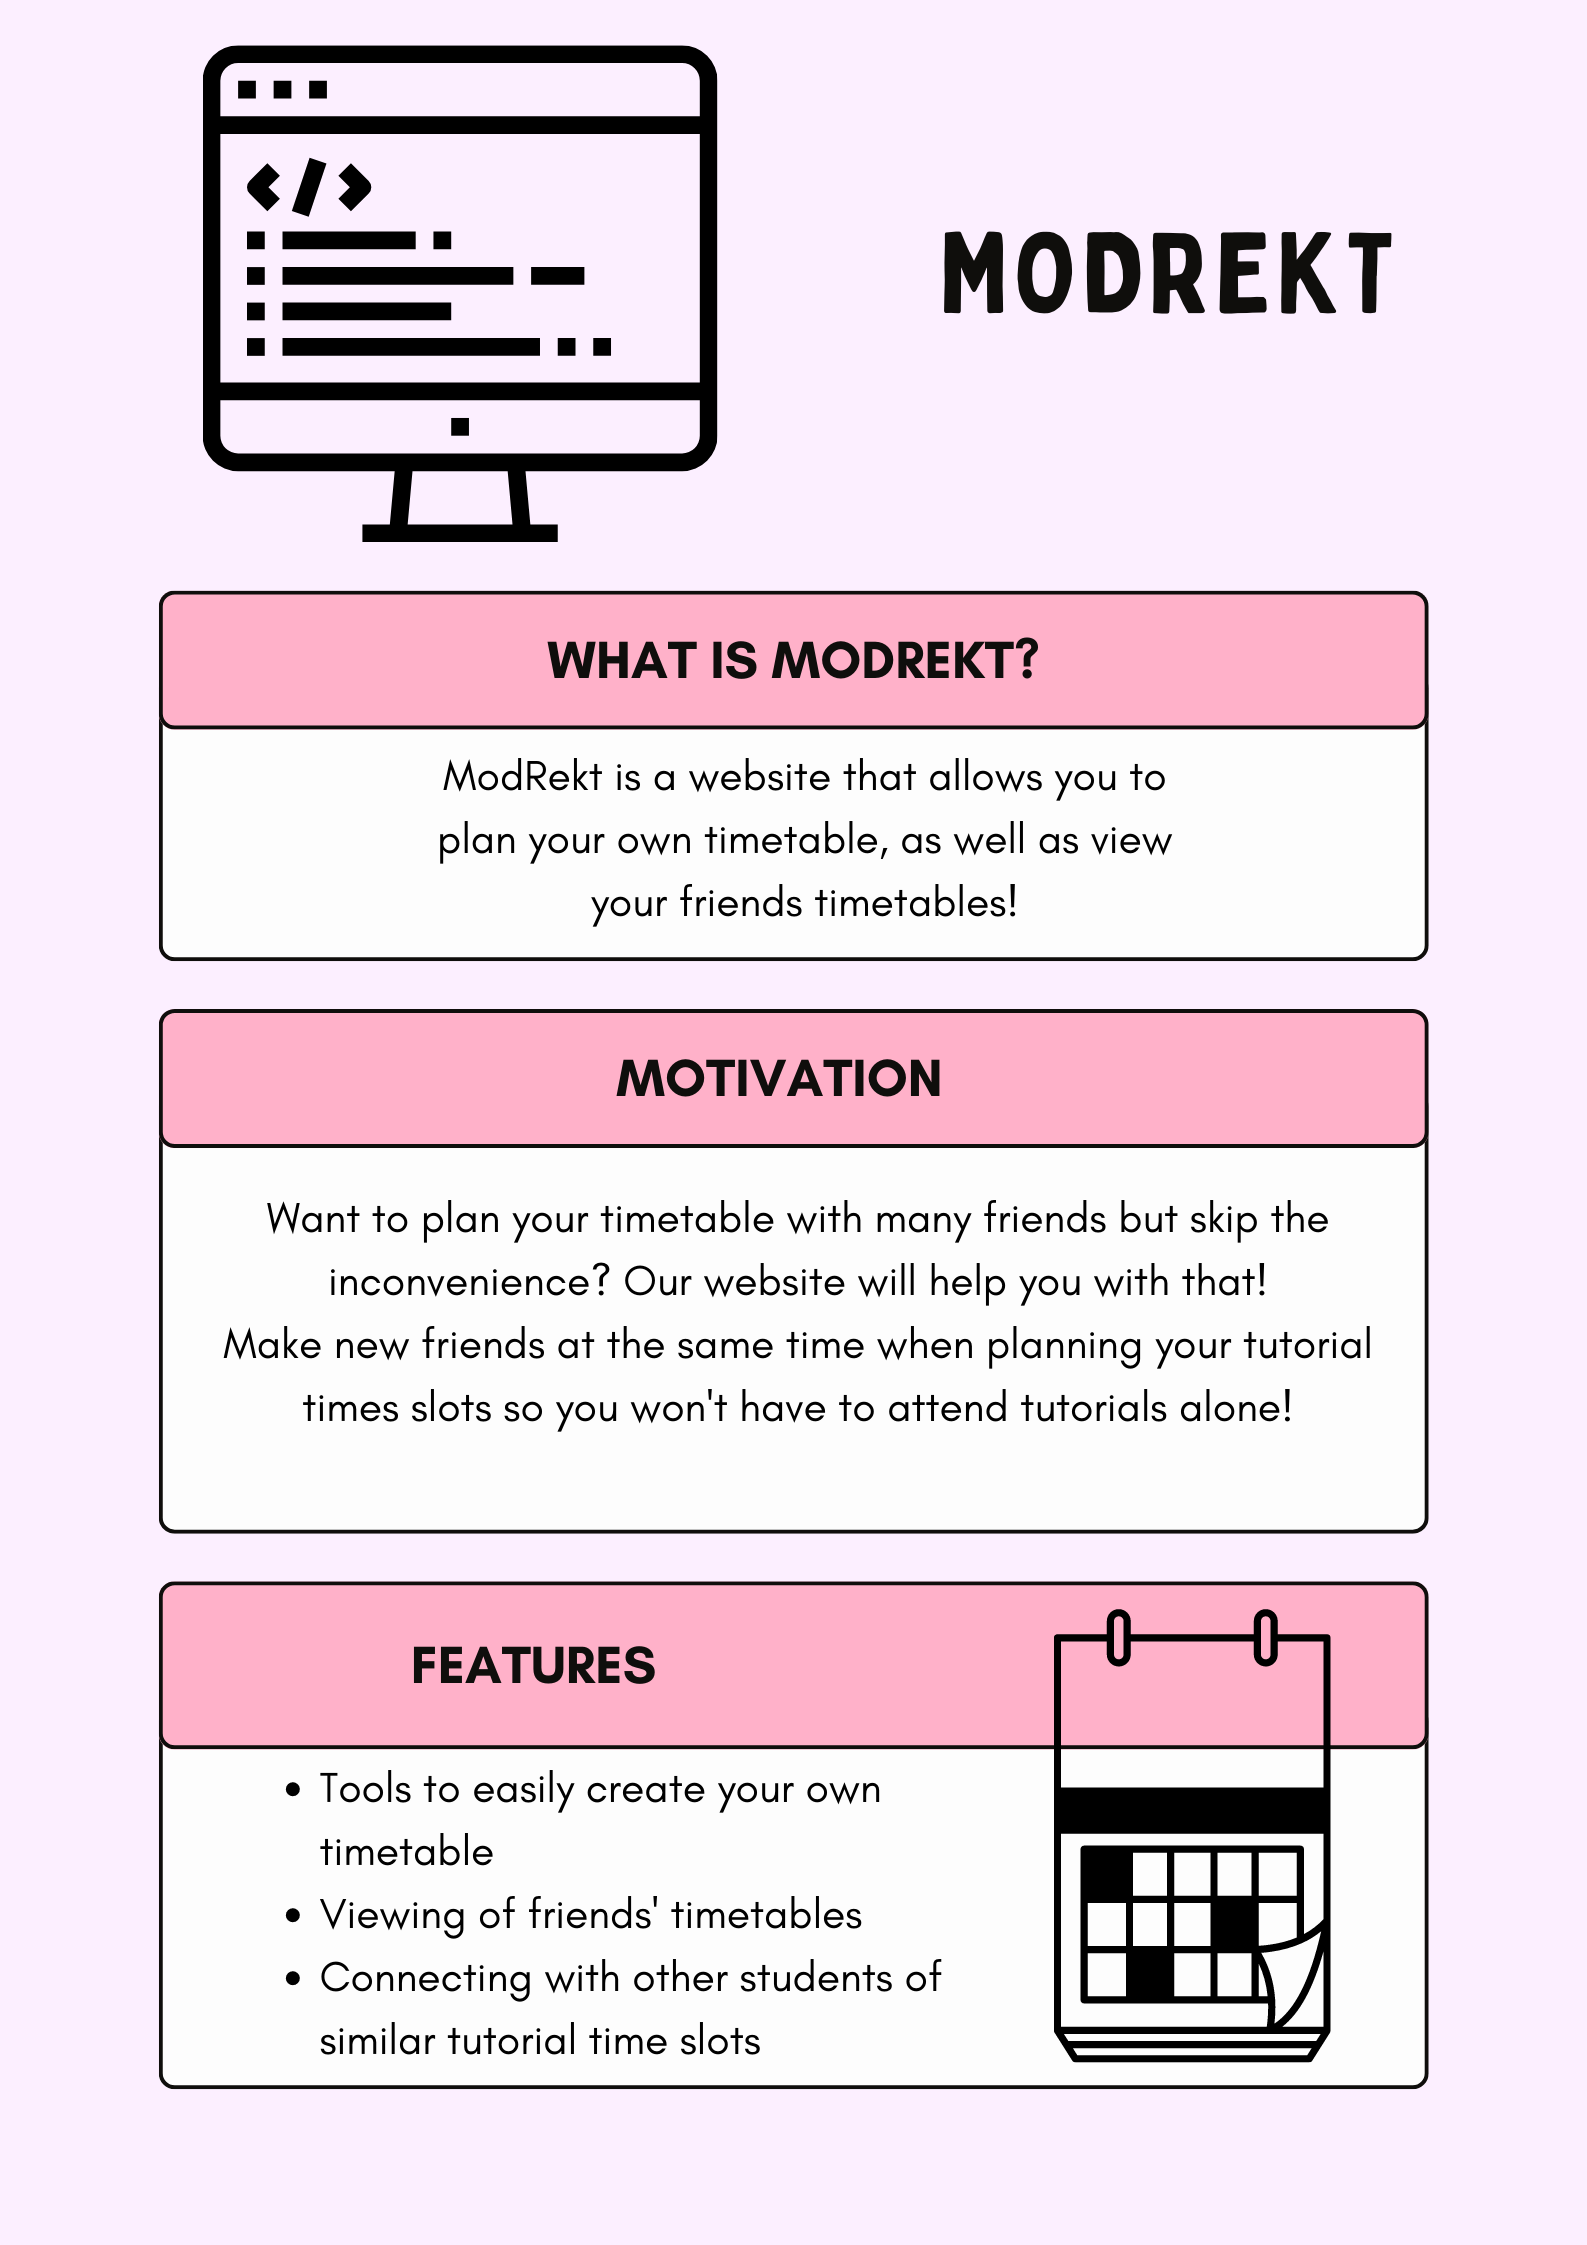 MODREKT
WHAT IS MODREKT?
ModRekt is a website that allows you to
plan your own timetable, as well as view
your friends timetables!
MOTIVATION
Want to plan your timetable with many friends but skip the
inconvenience? Our website will help you with that!
Make new friends at the same time when planning your tutorial
times slots so you won't have to attend tutorials alone!
FEATURES
• Tools to easily create your own
timetable
• Viewing of friends' timetables
• Connecting with other students of
similar tutorial time slots